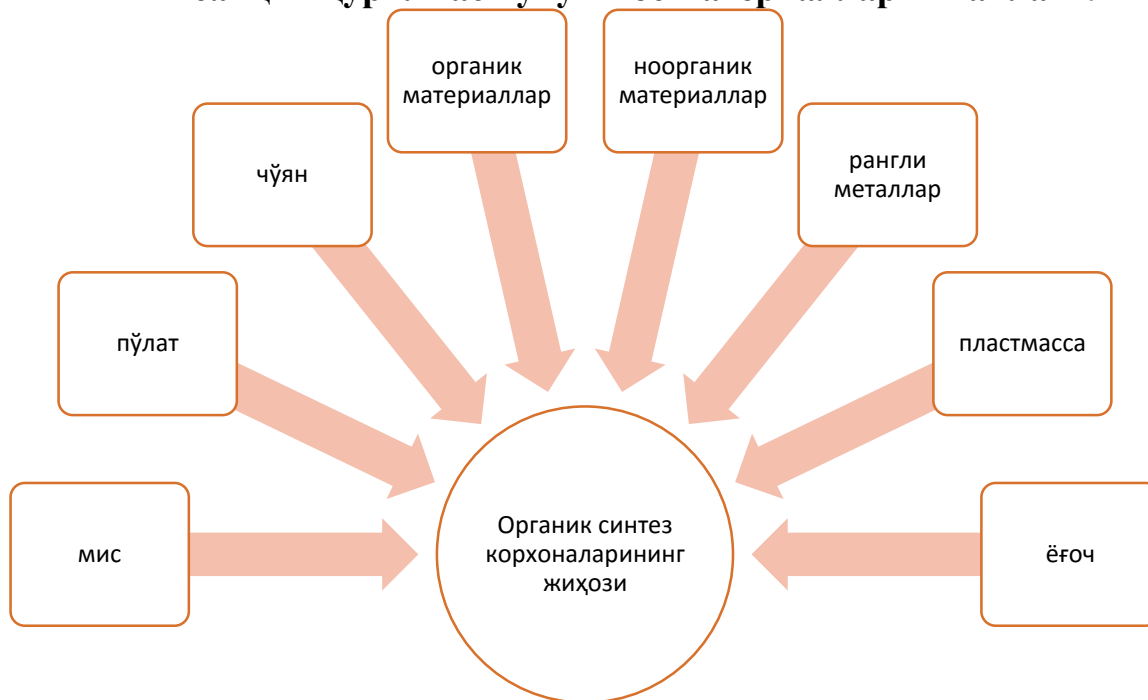 органик
материаллар
ноорганик
материаллар
чўян
рангли
металлар
пўлат
пластмасса
мис
Органик синтез
корхоналарининг
жиҳози
ёғоч